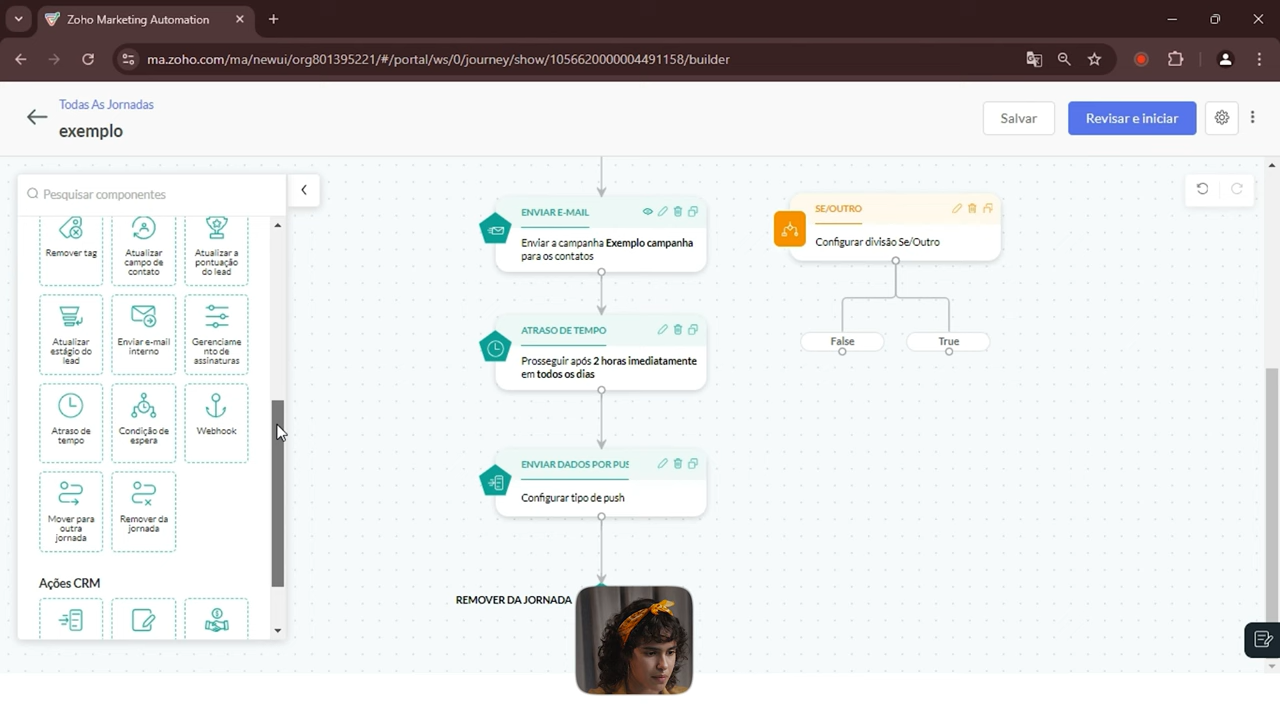 Zoho Marketing Automation
ma.zoho.com/ma/newui/org801395221/#/portal/ws/0/journey/show/1056620000004491158/builder
Todas As Jornadas
exemplo
Salvar
Revisar e iniciar
Pesquisar componentes
Remover tag
Atualizar
campo de
contato
Atualizar a
pontuação
do lead
Atualizar
estágio do
lead
Enviar e-mail
interno
Gerenciame
nto de
assinaturas
Atraso de
tempo
Condição de
espera
Webhook
Mover para
outra
jornada
Remover da
jornada
Ações CRM
ENVIAR E-MAIL
Enviar a campanha Exemplo campanha
para os contatos
ATRASO DE TEMPO
Prosseguir após 2 horas imediatamente
em todos os dias
ENVIAR DADOS POR PUS
Configurar tipo de push
REMOVER DA JORNADA
SE/OUTRO
Configurar divisão Se/Outro
False
True